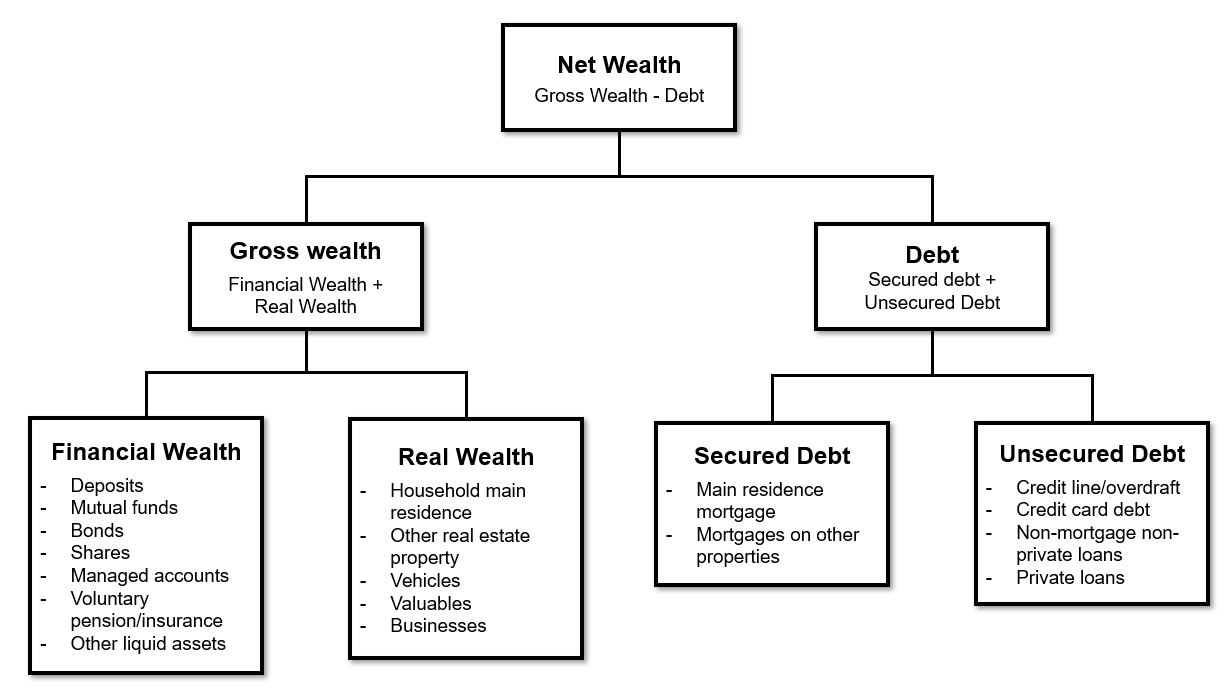 Net Wealth
Gross Wealth - Debt
Gross wealth
Financial Wealth +
Real Wealth
Debt
Secured debt +
Unsecured Debt
Financial Wealth
- Deposits
- Mutual funds
- Bonds
- Shares
- Managed accounts
- Voluntary
pension/insurance
- Other liquid assets
Real Wealth
- Household main
residence
- Other real estate
property
- Vehicles
- Valuables
- Businesses
Secured Debt
- Main residence
mortgage
- Mortgages on other
properties
Unsecured Debt
- Credit line/overdraft
- Credit card debt
- Non-mortgage non-
private loans
- Private loans